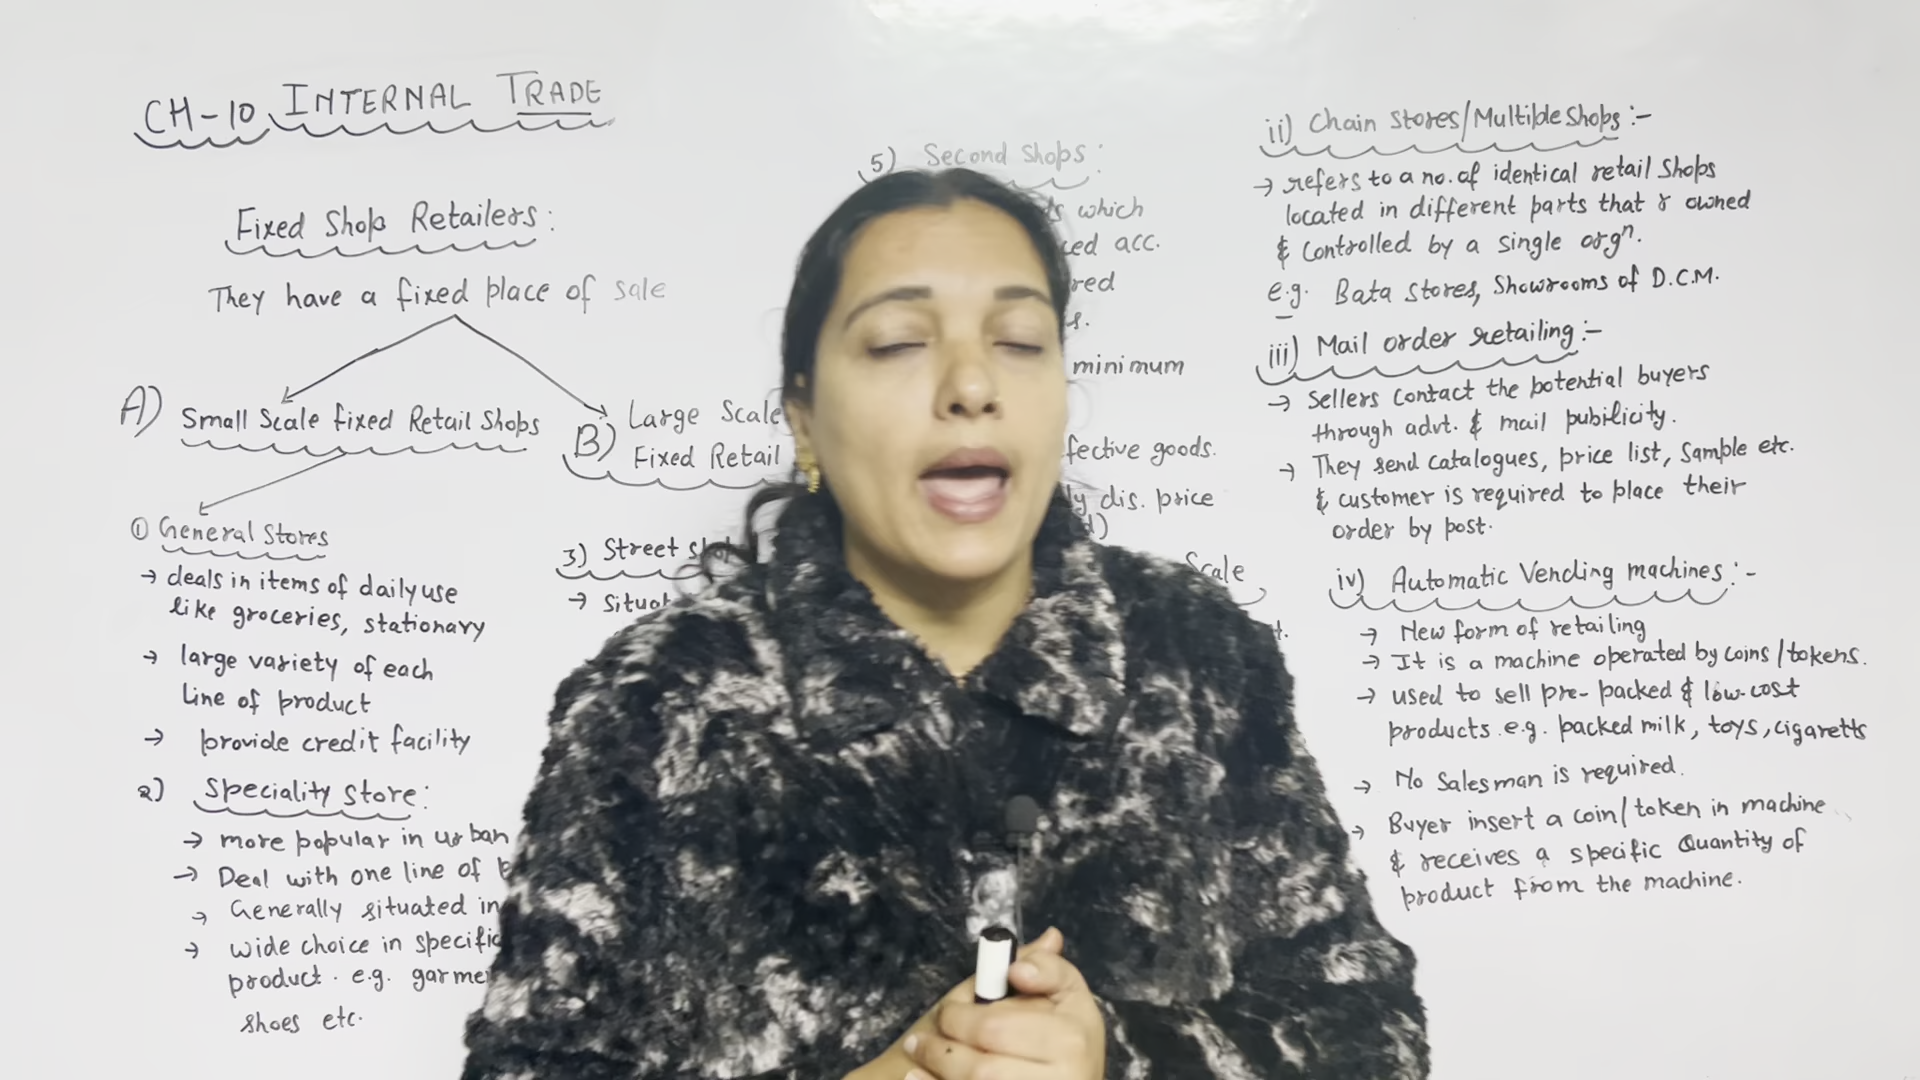 CH-10 INTERNAL TRADE
Fixed Shop Retailers:
They have a fixed place of sale
A) Small Scale fixed Retail Shops
B) Large Scale
Fixed Retail
① General Stores
→ deals in items of daily use
like groceries, stationary
→ large variety of each
line of product
→ provide credit facility
2) Speciality store:
→ more popular in urban
→ Deal with one line of
→ Generally situated in
→ wide choice in specific
product. e.g.
shoes etc.
3) Street
→
5) Second Shops:
which
acc.
minimum
goods.
dis. price
Scale
ii) Chain stores/Multiple Shops :-
→ refers to a no. of identical retail Shops
located in different parts that r owned
& controlled by a single orgⁿ.
e.g. Bata stores, Showrooms of D.C.M.
iii) Mail order retailing :-
→ Sellers contact the potential buyers
through advt. & mail pubilicity.
→ They send catalogues, price list, Sample etc.
& customer is required to place their
order by post.
iv) Automatic Vending machines :-
→ New form of retailing
→ It is a machine operated by coins/tokens.
→ used to sell pre-packed & low-cost
products. e.g. packed milk, toys, cigaretts
→ No Salesman is required.
→ Buyer insert a coin/token in machine
& receives a specific Quantity of
product from the machine.